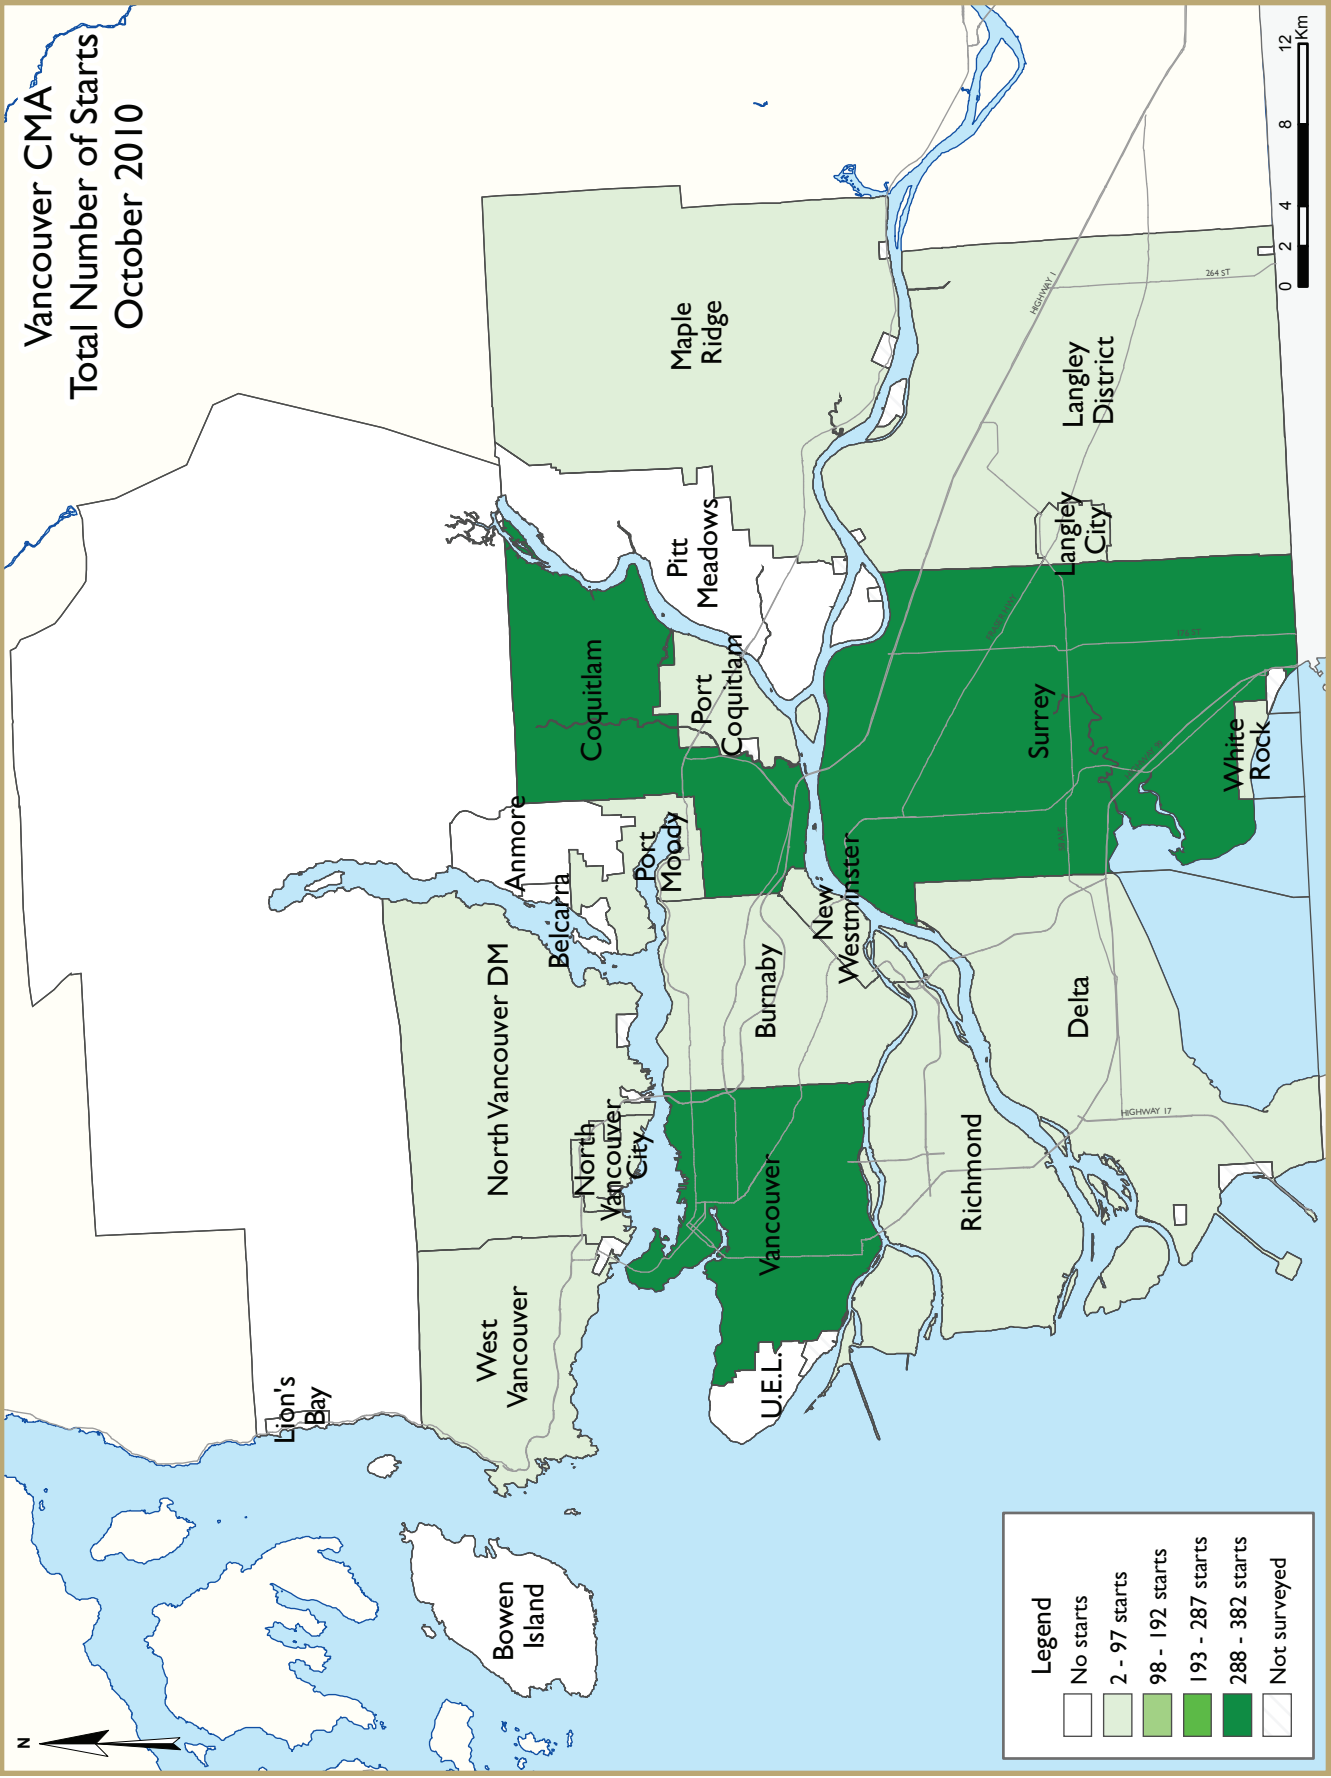 Vancouver CMA
Total Number of Starts
October 2010
N
Lion's
Bay
Bowen
Island
West
Vancouver
North Vancouver DM
North
Vancouver
City
Belcarra
Anmore
Port
Moody
Coquitlam
Port
Coquitlam
Pitt
Meadows
Maple
Ridge
U.E.L.
Vancouver
Burnaby
New
Westminster
Richmond
Delta
Surrey
White
Rock
Langley
City
Langley
District
HIGHWAY 1
264 ST
176 ST
HIGHWAY 17
0 2 4 8 12
Km
Legend
No starts
2 - 97 starts
98 - 192 starts
193 - 287 starts
288 - 382 starts
Not surveyed